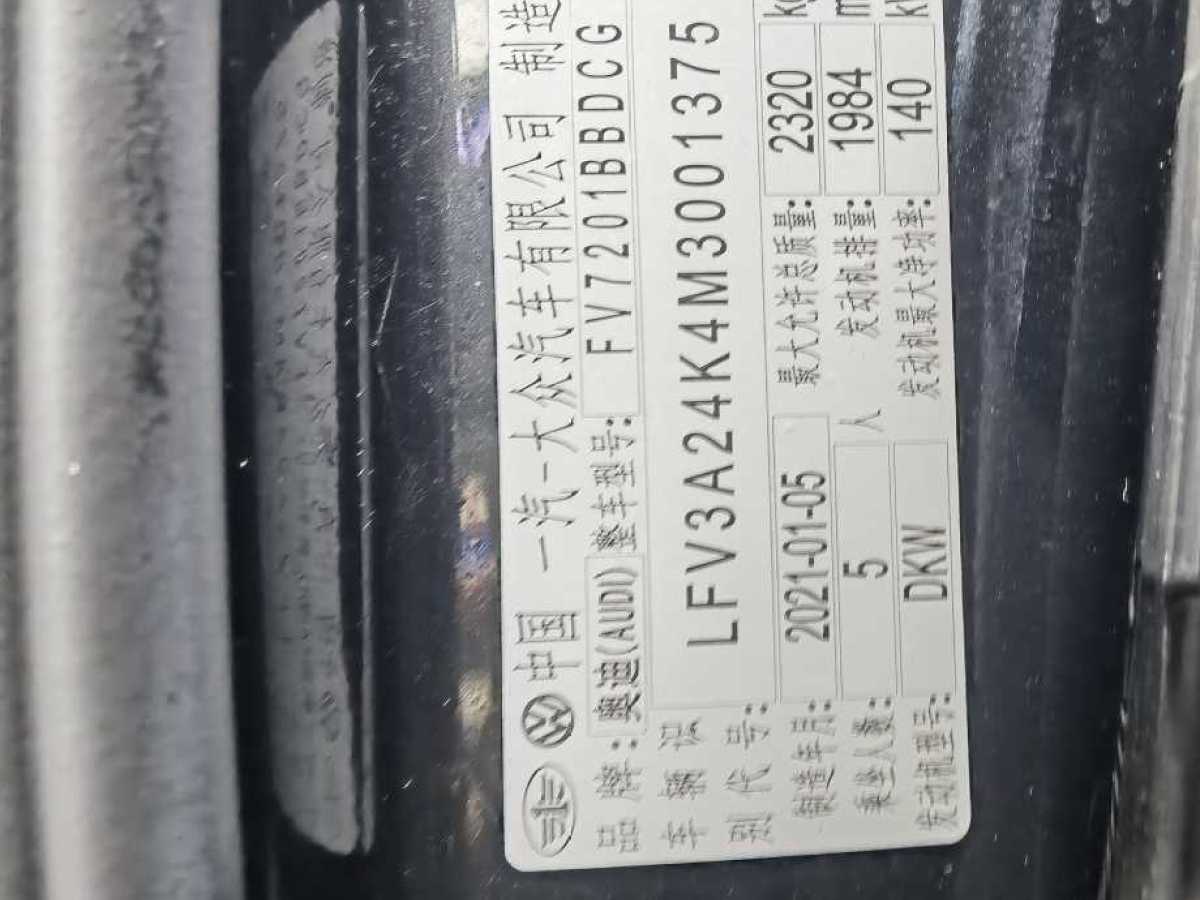 中国 一汽-大众汽车有限公司 制造
品牌: 奥迪(AUDI) 整车型号: FV7201BBDCG
车辆识别代号: LFV3A24K4M3001375
制造年月: 2021-01-05 最大允许总质量: 2320 kg
乘坐人数: 5 人 发动机排量: 1984 m
发动机型号: DKW 发动机最大净功率: 140 k